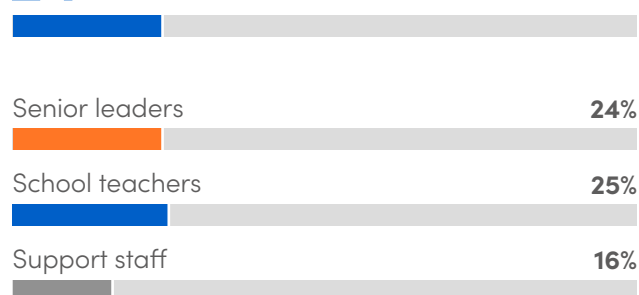 Senior leaders 24%
School teachers 25%
Support staff 16%